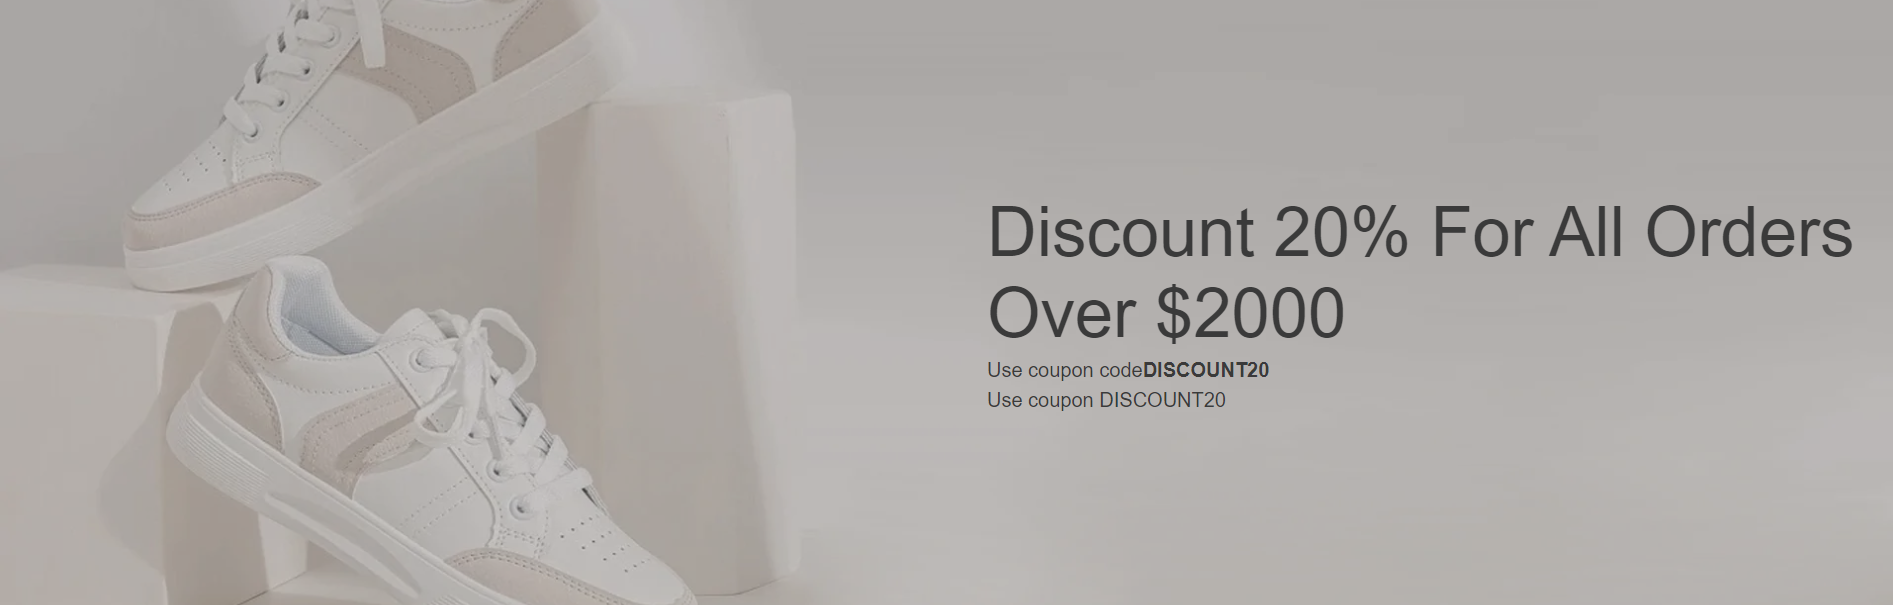 Discount 20% For All Orders
Over $2000
Use coupon codeDISCOUNT20
Use coupon DISCOUNT20